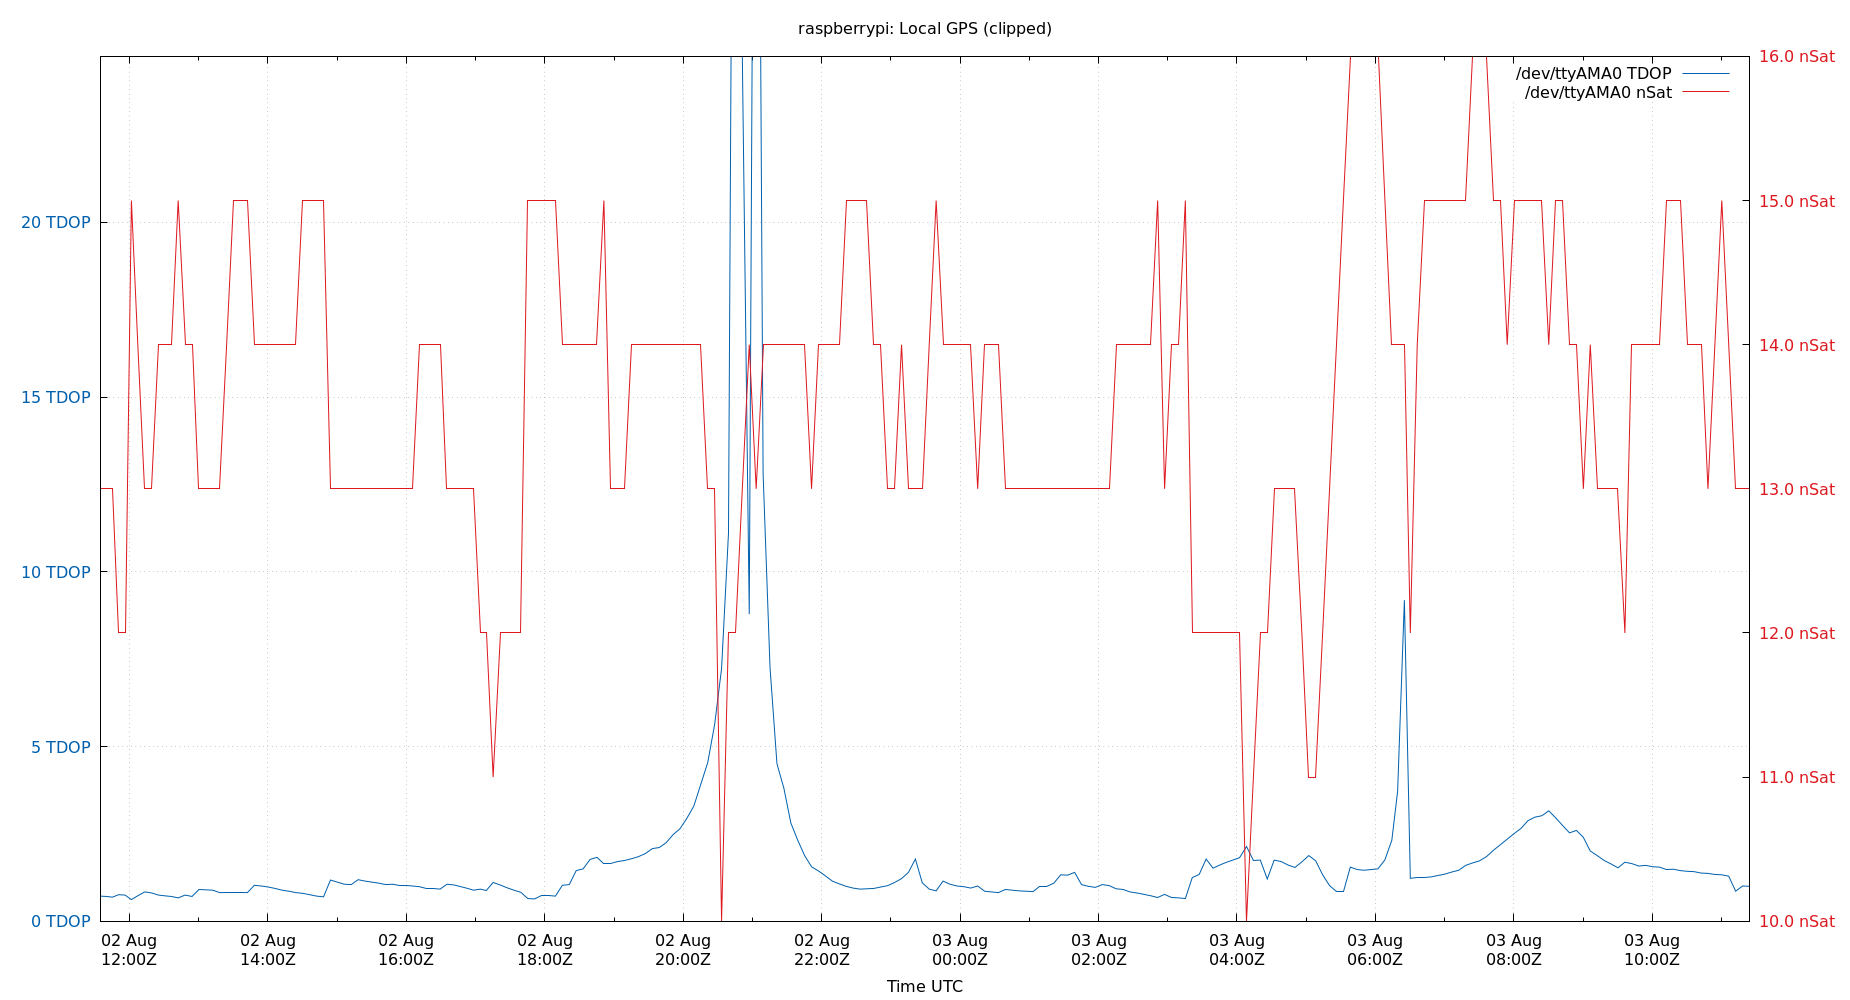 raspberrypi: Local GPS (clipped)
/dev/ttyAMA0 TDOP
/dev/ttyAMA0 nSat
20 TDOP
15 TDOP
10 TDOP
5 TDOP
0 TDOP
16.0 nSat
15.0 nSat
14.0 nSat
13.0 nSat
12.0 nSat
11.0 nSat
10.0 nSat
02 Aug 02 Aug 02 Aug 02 Aug 02 Aug 02 Aug 03 Aug 03 Aug 03 Aug 03 Aug 03 Aug 03 Aug
12:00Z 14:00Z 16:00Z 18:00Z 20:00Z 22:00Z 00:00Z 02:00Z 04:00Z 06:00Z 08:00Z 10:00Z
Time UTC